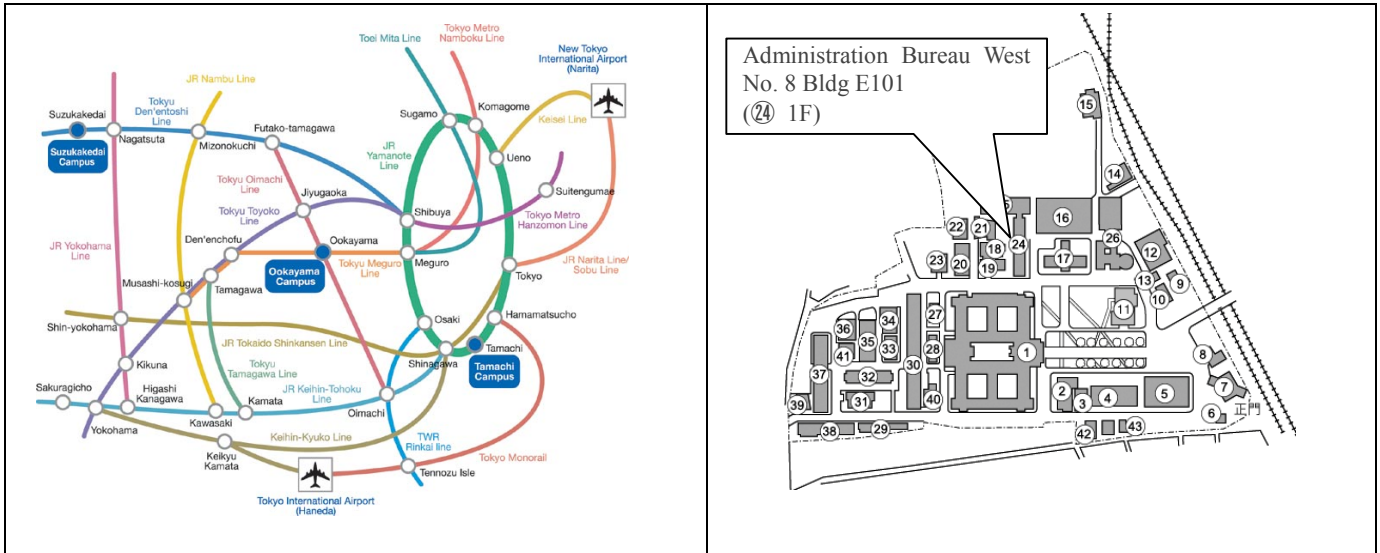 Toei Mita Line
Tokyo Metro
Namboku Line
New Tokyo
International Airport
(Narita)
JR Nambu Line
Suzukakedai
Tokyu
Den'entoshi
Line
Futako-tamagawa
Sugamo
Komagome
Keisei Line
Nagatsuta
Mizonokuchi
Suzukakedai
Campus
JR
Yamanote
Line
Ueno
Tokyu Oimachi
Line
Jiyugaoka
Suitengumae
Tokyu Toyoko
Line
Shibuya
Tokyo Metro
Hanzomon Line
Den'enchofu
Ookayama
JR Yokohama
Line
Ookayama
Campus
Tokyu Meguro
Line
Meguro
Tokyo
JR Narita Line/
Sobu Line
Musashi-kosugi
Tamagawa
Shin-yokohama
Osaki
Hamamatsucho
JR Tokaido Shinkansen Line
Tamachi
Shinagawa
Tamachi
Campus
Kikuna
Tokyu
Tamagawa Line
Sakuragicho
Higashi
Kanagawa
JR Keihin-Tohoku
Line
Kamata
Oimachi
Yokohama
Kawasaki
Keihin-Kyuko Line
TWR
Rinkai line
Tokyo Monorail
Keikyu
Kamata
Tennozu Isle
Tokyo International Airport
(Haneda)
Administration Bureau West
No. 8 Bldg E101
(㉔ 1F)
15
14
16
22
21
24
18
26
12
23
20
19
17
13
9
10
11
36
34
27
35
41
33
28
1
8
37
32
30
7
39
31
40
2
3
4
5
6
正門
38
29
42
43